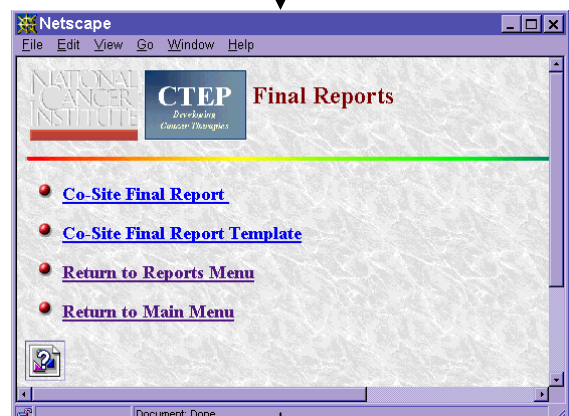 Netscape
File Edit View Go Window Help
NATIONAL
CANCER
INSTITUTE
CTEP
Developing
Cancer Therapies
Final Reports
Co-Site Final Report
Co-Site Final Report Template
Return to Reports Menu
Return to Main Menu
Document: Done